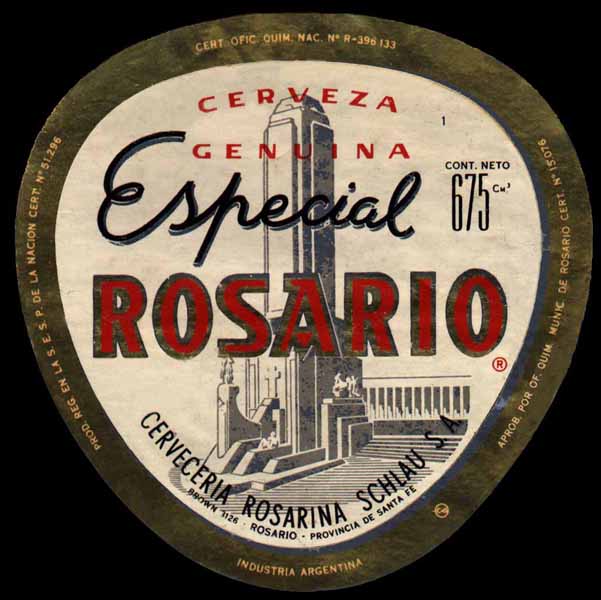 CERT. OFIC. QUIM. NAC. Nº R-396133
CERVEZA
GENUINA
1
Especial
CONT. NETO
675 CM³
ROSARIO
®
CERVECERIA ROSARINA SCHLAU S.A.
BROWN 3126 - ROSARIO - PROVINCIA DE SANTA FE
PROD. REG. EN LA S. E. S. P. DE LA NACION CERT. Nº 51.296
APROB. POR OF. QUIM. MUNIC. DE ROSARIO CERT. Nº 15076
INDUSTRIA ARGENTINA